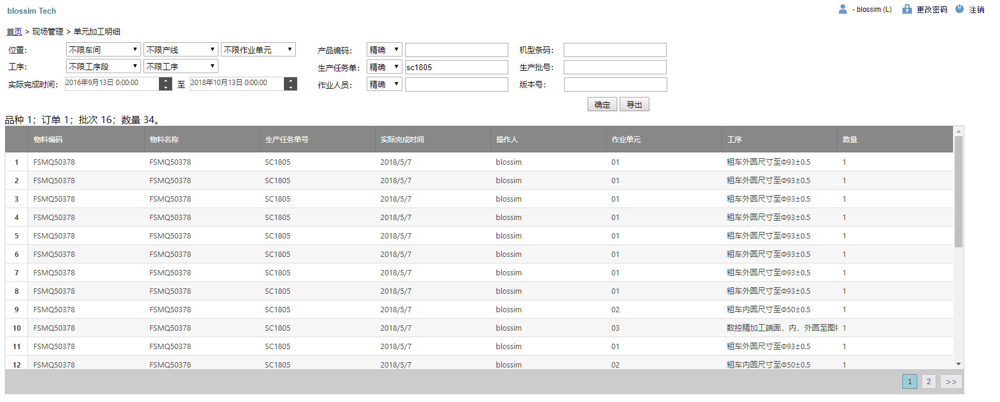 blossim Tech
- blossim (L) 更改密码 注销
首页 > 现场管理 > 单元加工明细
位置： 不限车间 不限产线 不限作业单元 产品编码： 精确 机型条码：
工序： 不限工序段 不限工序 生产任务单： 精确 sc1805 生产批号：
实际完成时间： 2016年9月13日 0:00:00 至 2018年10月13日 0:00:00 作业人员： 精确 版本号：
确定 导出
品种 1；订单 1；批次 16；数量 34。
物料编码 物料名称 生产任务单号 实际完成时间 操作人 作业单元 工序 数量
1 FSMQ50378 FSMQ50378 SC1805 2018/5/7 blossim 01 粗车外圆尺寸至Φ93±0.5 1
2 FSMQ50378 FSMQ50378 SC1805 2018/5/7 blossim 01 粗车外圆尺寸至Φ93±0.5 1
3 FSMQ50378 FSMQ50378 SC1805 2018/5/7 blossim 01 粗车外圆尺寸至Φ93±0.5 1
4 FSMQ50378 FSMQ50378 SC1805 2018/5/7 blossim 01 粗车外圆尺寸至Φ93±0.5 1
5 FSMQ50378 FSMQ50378 SC1805 2018/5/7 blossim 01 粗车外圆尺寸至Φ93±0.5 1
6 FSMQ50378 FSMQ50378 SC1805 2018/5/7 blossim 01 粗车外圆尺寸至Φ93±0.5 1
7 FSMQ50378 FSMQ50378 SC1805 2018/5/7 blossim 01 粗车外圆尺寸至Φ93±0.5 1
8 FSMQ50378 FSMQ50378 SC1805 2018/5/7 blossim 01 粗车外圆尺寸至Φ93±0.5 1
9 FSMQ50378 FSMQ50378 SC1805 2018/5/7 blossim 02 粗车内圆尺寸至Φ50±0.5 1
10 FSMQ50378 FSMQ50378 SC1805 2018/5/7 blossim 03 数控精加工端面，内，外圆至图 1
11 FSMQ50378 FSMQ50378 SC1805 2018/5/7 blossim 01 粗车外圆尺寸至Φ93±0.5 1
12 FSMQ50378 FSMQ50378 SC1805 2018/5/7 blossim 02 粗车内圆尺寸至Φ50±0.5 1
1 2 >>